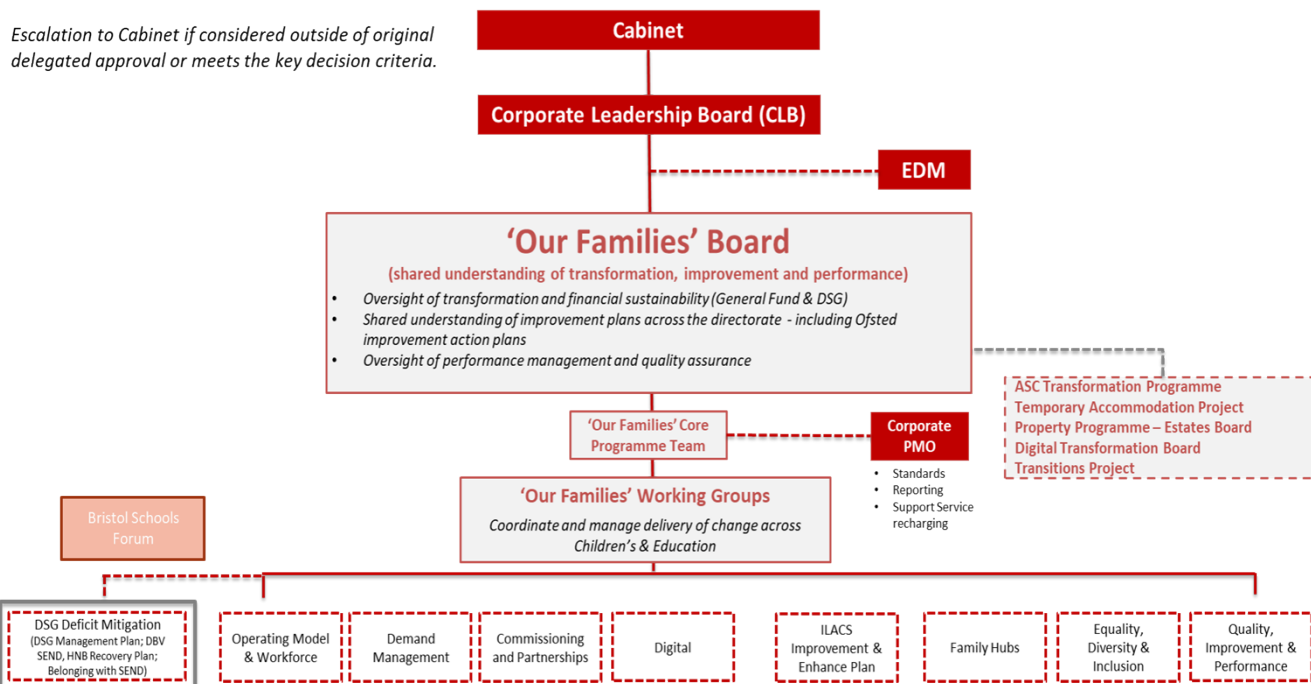 Escalation to Cabinet if considered outside of original
delegated approval or meets the key decision criteria.
Cabinet
Corporate Leadership Board (CLB)
EDM
‘Our Families’ Board
(shared understanding of transformation, improvement and performance)
• Oversight of transformation and financial sustainability (General Fund & DSG)
• Shared understanding of improvement plans across the directorate - including Ofsted
improvement action plans
• Oversight of performance management and quality assurance
ASC Transformation Programme
Temporary Accommodation Project
Property Programme – Estates Board
Digital Transformation Board
Transitions Project
‘Our Families’ Core
Programme Team
Corporate
PMO
• Standards
• Reporting
• Support Service
recharging
‘Our Families’ Working Groups
Coordinate and manage delivery of change across
Children’s & Education
Bristol Schools
Forum
DSG Deficit Mitigation
(DSG Management Plan; DBV
SEND, HNB Recovery Plan;
Belonging with SEND)
Operating Model
& Workforce
Demand
Management
Commissioning
and Partnerships
Digital
ILACS
Improvement &
Enhance Plan
Family Hubs
Equality,
Diversity &
Inclusion
Quality,
Improvement &
Performance